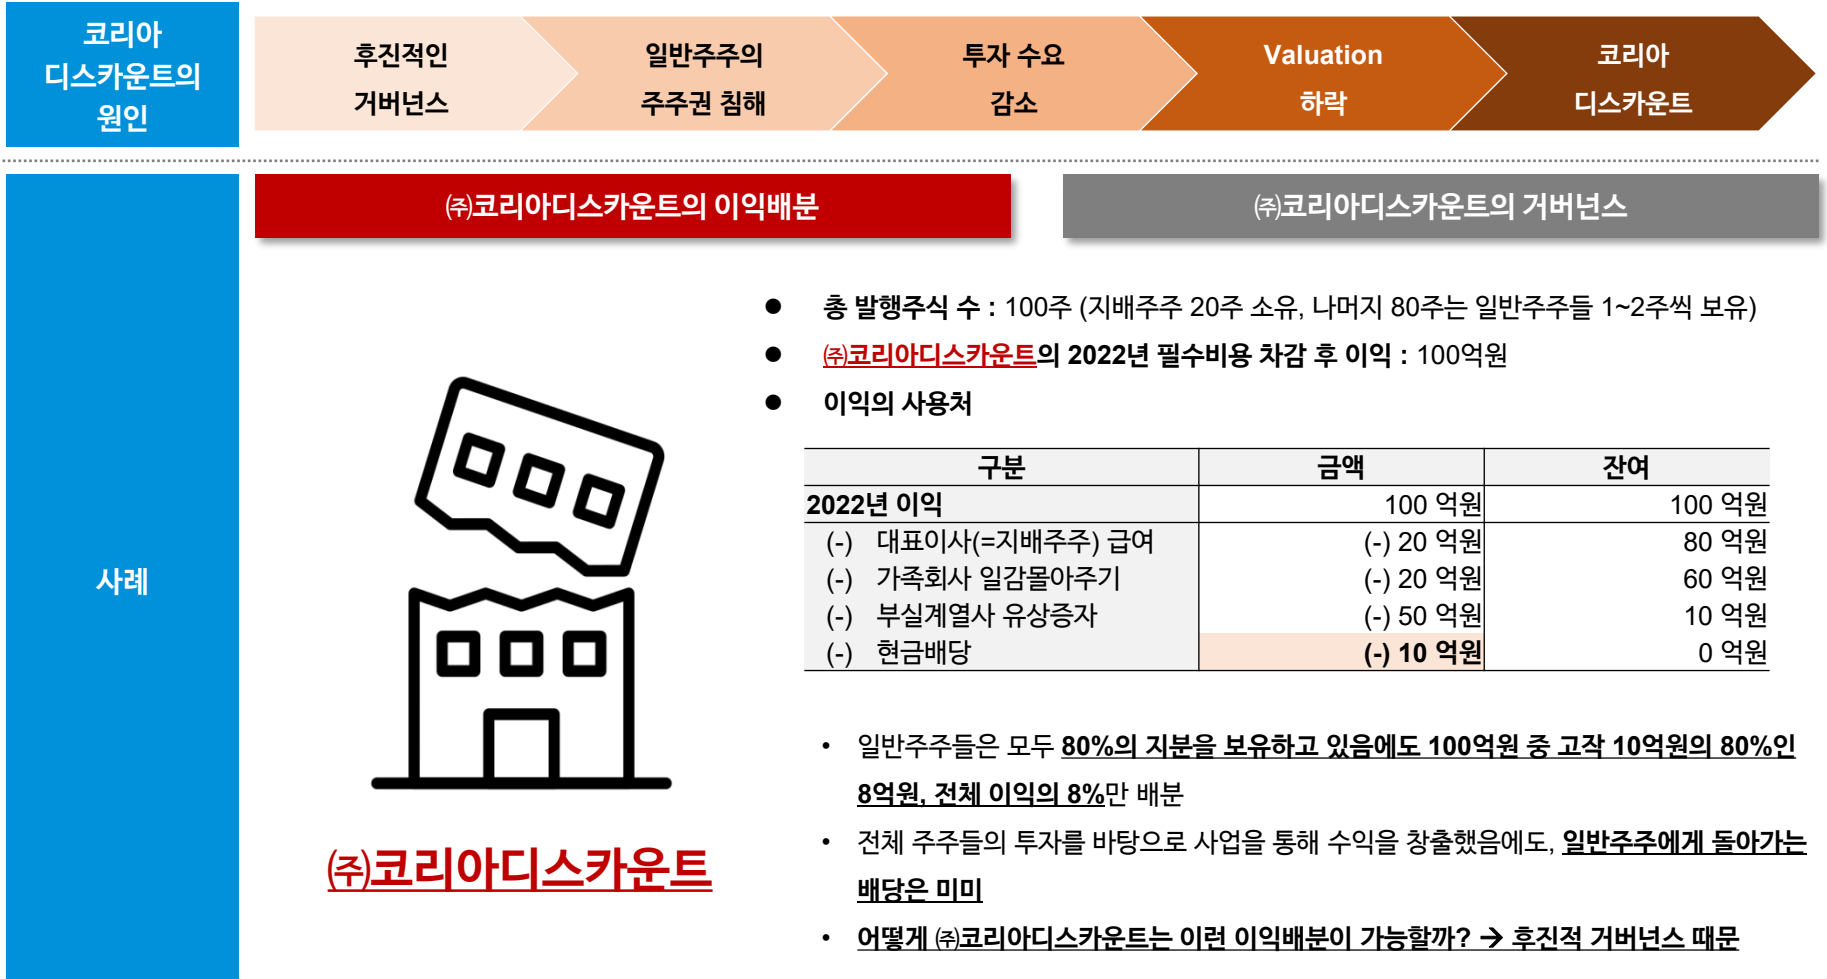 코리아
디스카운트의
원인
후진적인
거버넌스
일반주주의
주주권 침해
투자 수요
감소
Valuation
하락
코리아
디스카운트
사례
㈜코리아디스카운트의 이익배분
㈜코리아디스카운트의 거버넌스
● 총 발행주식 수 : 100주 (지배주주 20주 소유, 나머지 80주는 일반주주들 1~2주씩 보유)
● ㈜코리아디스카운트의 2022년 필수비용 차감 후 이익 : 100억원
● 이익의 사용처
구분 금액 잔여
2022년 이익 100 억원 100 억원
(-) 대표이사(=지배주주) 급여 (-) 20 억원 80 억원
(-) 가족회사 일감몰아주기 (-) 20 억원 60 억원
(-) 부실계열사 유상증자 (-) 50 억원 10 억원
(-) 현금배당 (-) 10 억원 0 억원
㈜코리아디스카운트
• 일반주주들은 모두 80%의 지분을 보유하고 있음에도 100억원 중 고작 10억원의 80%인
8억원, 전체 이익의 8%만 배분
• 전체 주주들의 투자를 바탕으로 사업을 통해 수익을 창출했음에도, 일반주주에게 돌아가는
배당은 미미
• 어떻게 ㈜코리아디스카운트는 이런 이익배분이 가능할까? → 후진적 거버넌스 때문